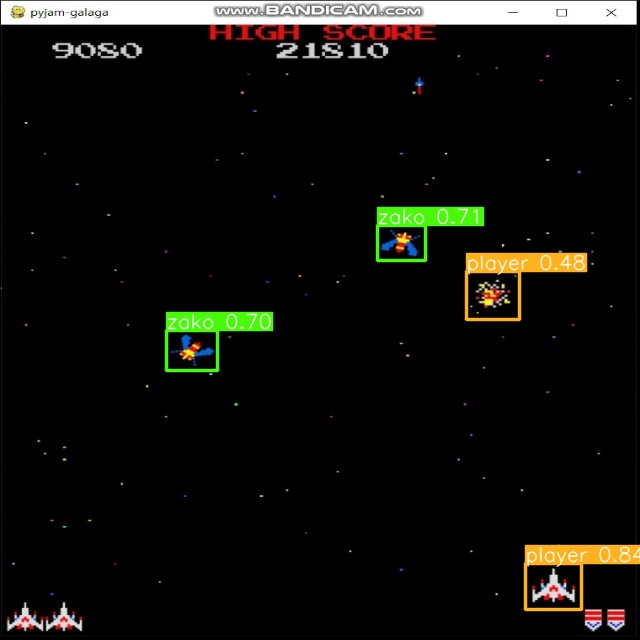 pyjam-galaga
www.BANDICAM.com
HIGH SCORE
9080 21810
zako 0.71
player 0.48
zako 0.70
player 0.84